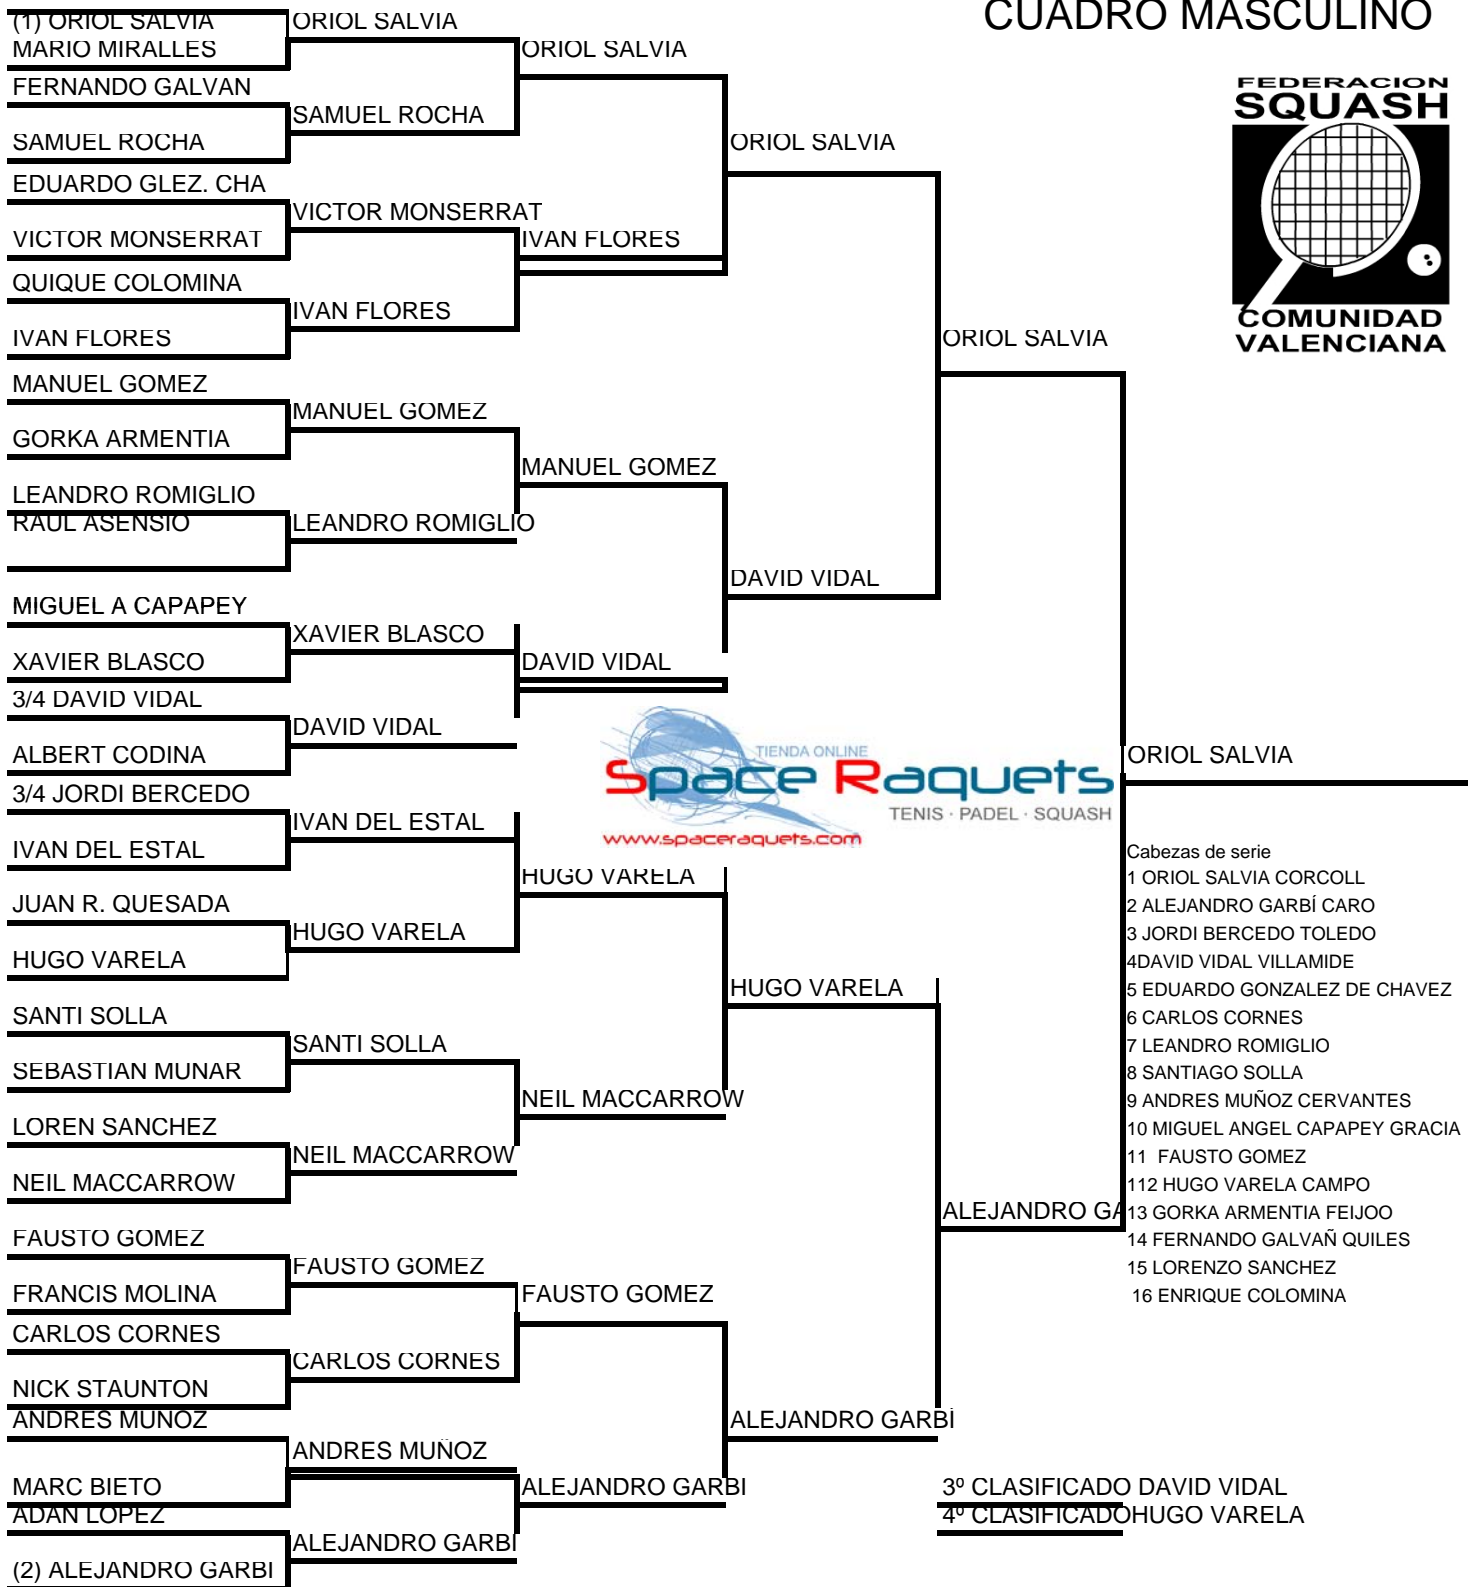 CUADRO MASCULINO
FEDERACION
SQUASH
COMUNIDAD
VALENCIANA
(1) ORIOL SALVIA
MARIO MIRALLES
FERNANDO GALVAN
SAMUEL ROCHA
EDUARDO GLEZ. CHA
VICTOR MONSERRAT
QUIQUE COLOMINA
IVAN FLORES
MANUEL GOMEZ
GORKA ARMENTIA
LEANDRO ROMIGLIO
RAUL ASENSIO
MIGUEL A CAPAPEY
XAVIER BLASCO
3/4 DAVID VIDAL
ALBERT CODINA
3/4 JORDI BERCEDO
IVAN DEL ESTAL
JUAN R. QUESADA
HUGO VARELA
SANTI SOLLA
SEBASTIAN MUNAR
LOREN SANCHEZ
NEIL MACCARROW
FAUSTO GOMEZ
FRANCIS MOLINA
CARLOS CORNES
NICK STAUNTON
ANDRES MUÑOZ
MARC BIETO
ADAN LOPEZ
(2) ALEJANDRO GARBI
ORIOL SALVIA
SAMUEL ROCHA
VICTOR MONSERRAT
IVAN FLORES
MANUEL GOMEZ
LEANDRO ROMIGLIO
XAVIER BLASCO
DAVID VIDAL
IVAN DEL ESTAL
HUGO VARELA
SANTI SOLLA
NEIL MACCARROW
FAUSTO GOMEZ
CARLOS CORNES
ANDRES MUÑOZ
ALEJANDRO GARBI
ORIOL SALVIA
IVAN FLORES
MANUEL GOMEZ
DAVID VIDAL
HUGO VARELA
NEIL MACCARROW
FAUSTO GOMEZ
ALEJANDRO GARBI
ORIOL SALVIA
DAVID VIDAL
HUGO VARELA
ALEJANDRO GARBÍ
ORIOL SALVIA
ALEJANDRO GA
ORIOL SALVIA
TIENDA ONLINE
Space Raquets
TENIS · PADEL · SQUASH
www.spaceraquets.com
Cabezas de serie
1 ORIOL SALVIA CORCOLL
2 ALEJANDRO GARBÍ CARO
3 JORDI BERCEDO TOLEDO
4DAVID VIDAL VILLAMIDE
5 EDUARDO GONZALEZ DE CHAVEZ
6 CARLOS CORNES
7 LEANDRO ROMIGLIO
8 SANTIAGO SOLLA
9 ANDRES MUÑOZ CERVANTES
10 MIGUEL ANGEL CAPAPEY GRACIA
11 FAUSTO GOMEZ
112 HUGO VARELA CAMPO
13 GORKA ARMENTIA FEIJOO
14 FERNANDO GALVAÑ QUILES
15 LORENZO SANCHEZ
16 ENRIQUE COLOMINA
3º CLASIFICADO DAVID VIDAL
4º CLASIFICADOHUGO VARELA